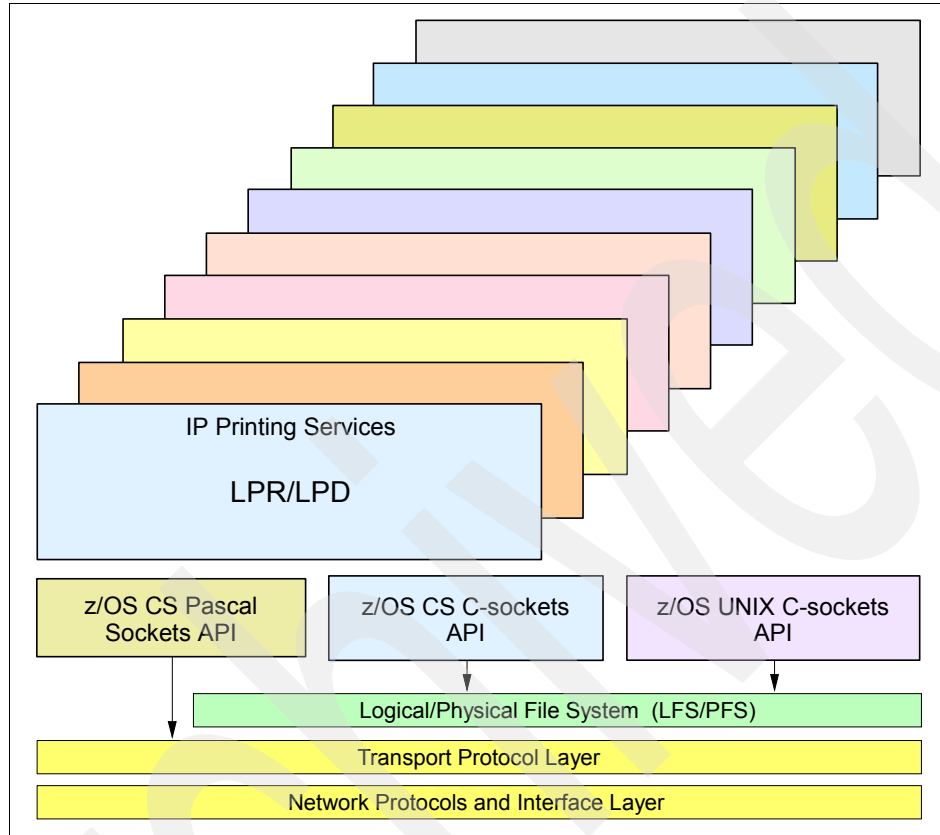 IP Printing Services
LPR/LPD
z/OS CS Pascal
Sockets API
z/OS CS C-sockets
API
z/OS UNIX C-sockets
API
Logical/Physical File System (LFS/PFS)
Transport Protocol Layer
Network Protocols and Interface Layer